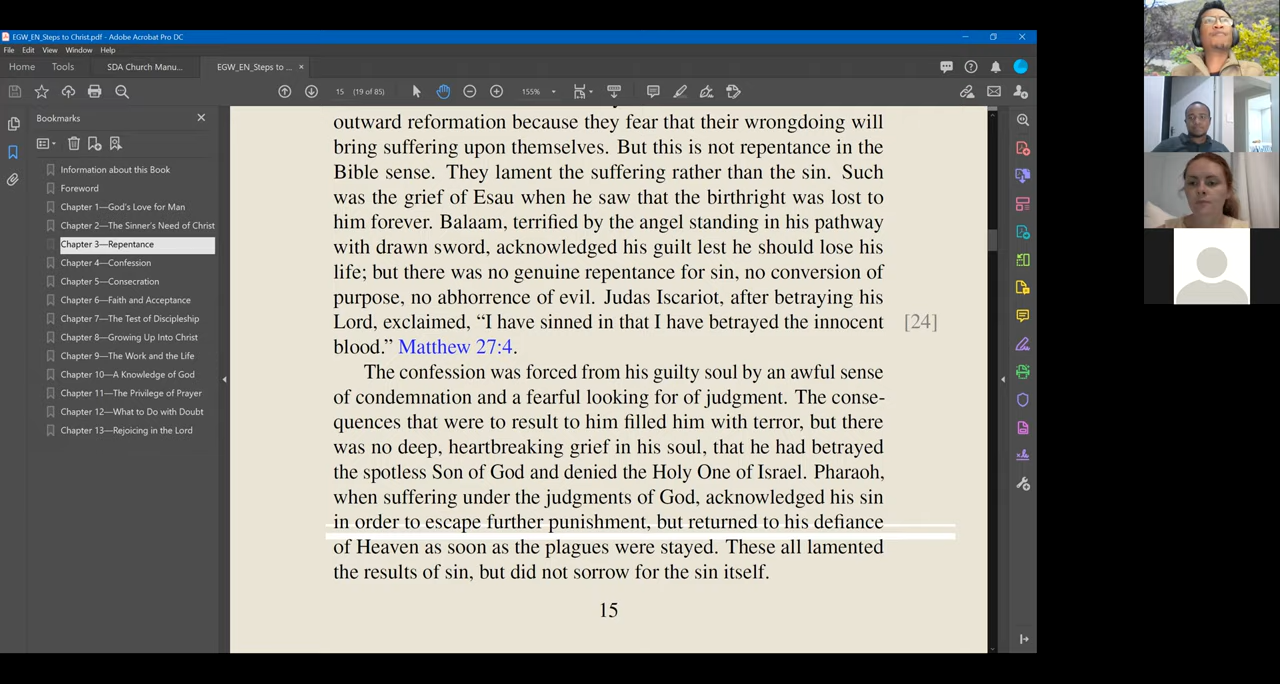 EGW_EN_Steps to Christ.pdf - Adobe Acrobat Pro DC
File Edit View Window Help
Home Tools SDA Church Manu... EGW_EN_Steps to ... ×
15 (19 of 85) 155%
Bookmarks
Information about this Book
Foreword
Chapter 1—God's Love for Man
Chapter 2—The Sinner's Need of Christ
Chapter 3—Repentance
Chapter 4—Confession
Chapter 5—Consecration
Chapter 6—Faith and Acceptance
Chapter 7—The Test of Discipleship
Chapter 8—Growing Up Into Christ
Chapter 9—The Work and the Life
Chapter 10—A Knowledge of God
Chapter 11—The Privilege of Prayer
Chapter 12—What to Do with Doubt
Chapter 13—Rejoicing in the Lord
outward reformation because they fear that their wrongdoing will
bring suffering upon themselves. But this is not repentance in the
Bible sense. They lament the suffering rather than the sin. Such
was the grief of Esau when he saw that the birthright was lost to
him forever. Balaam, terrified by the angel standing in his pathway
with drawn sword, acknowledged his guilt lest he should lose his
life; but there was no genuine repentance for sin, no conversion of
purpose, no abhorrence of evil. Judas Iscariot, after betraying his
Lord, exclaimed, “I have sinned in that I have betrayed the innocent [24]
blood.” Matthew 27:4.
The confession was forced from his guilty soul by an awful sense
of condemnation and a fearful looking for of judgment. The conse-
quences that were to result to him filled him with terror, but there
was no deep, heartbreaking grief in his soul, that he had betrayed
the spotless Son of God and denied the Holy One of Israel. Pharaoh,
when suffering under the judgments of God, acknowledged his sin
in order to escape further punishment, but returned to his defiance
of Heaven as soon as the plagues were stayed. These all lamented
the results of sin, but did not sorrow for the sin itself.
15